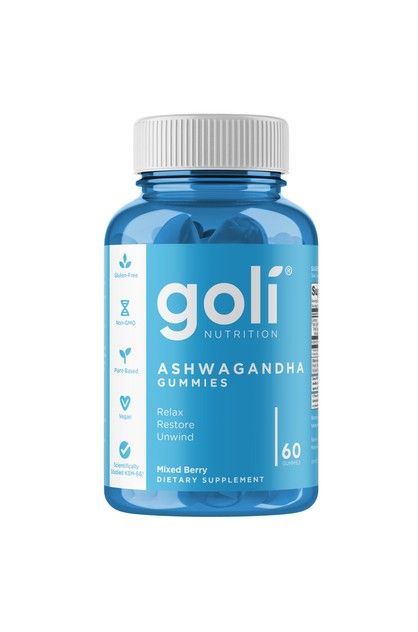 goli®
NUTRITION
ASHWAGANDHA
GUMMIES
Relax
Restore
Unwind
60
GUMMIES
Mixed Berry
DIETARY SUPPLEMENT
Gluten-Free
Non-GMO
Plant-Based
Vegan
Scientifically
Studied KSM-66®